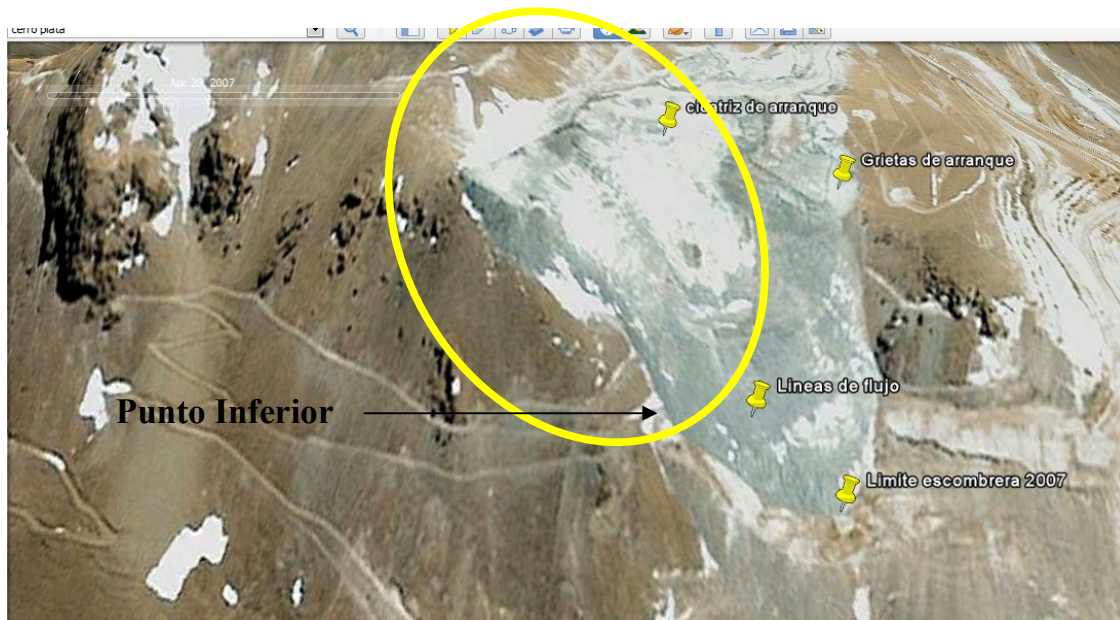 cerro plata
Apr 29, 2007
cicatriz de arranque
Grietas de arranque
Lineas de flujo
Punto Inferior
Limite escombrera 2007